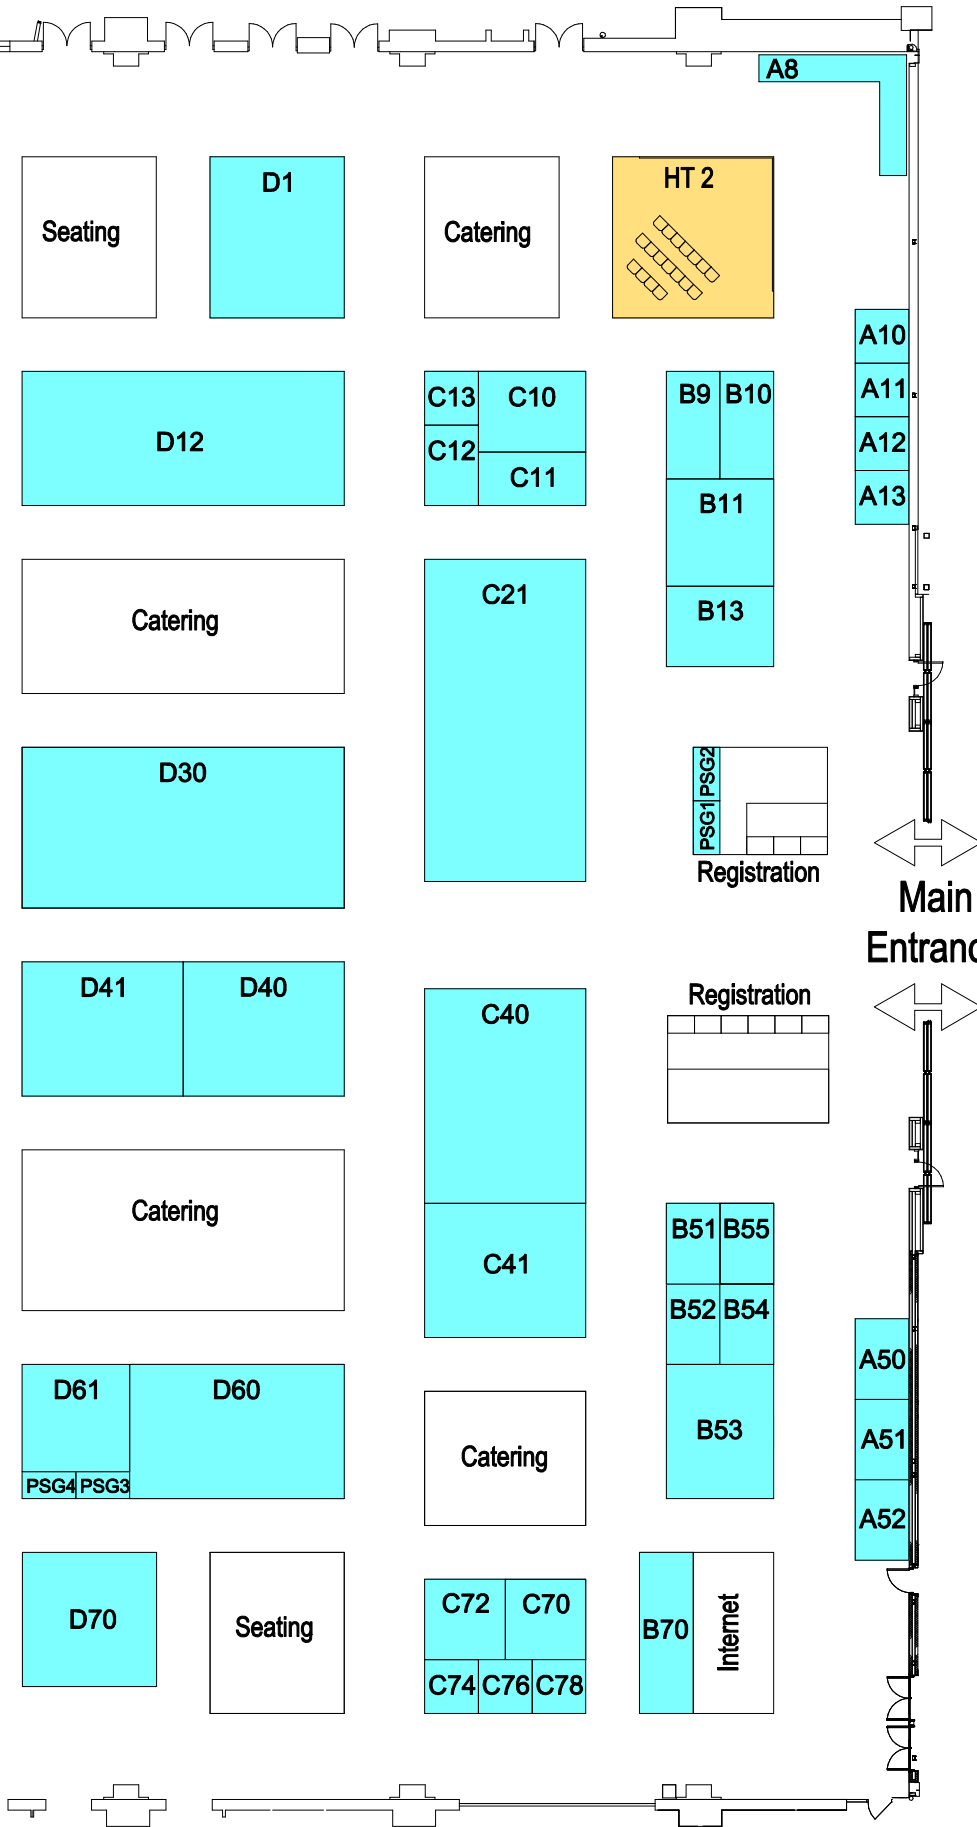 A8
Seating
D1
Catering
HT 2
A10
A11
A12
A13
D12
C13
C10
C12
C11
B9
B10
B11
B13
Catering
C21
D30
PSG2
PSG1
Registration
Main
Entranc
D41
D40
C40
Registration
Catering
C41
B51
B55
B52
B54
B53
A50
A51
A52
D61
D60
PSG4
PSG3
Catering
D70
Seating
C72
C70
C74
C76
C78
B70
Internet